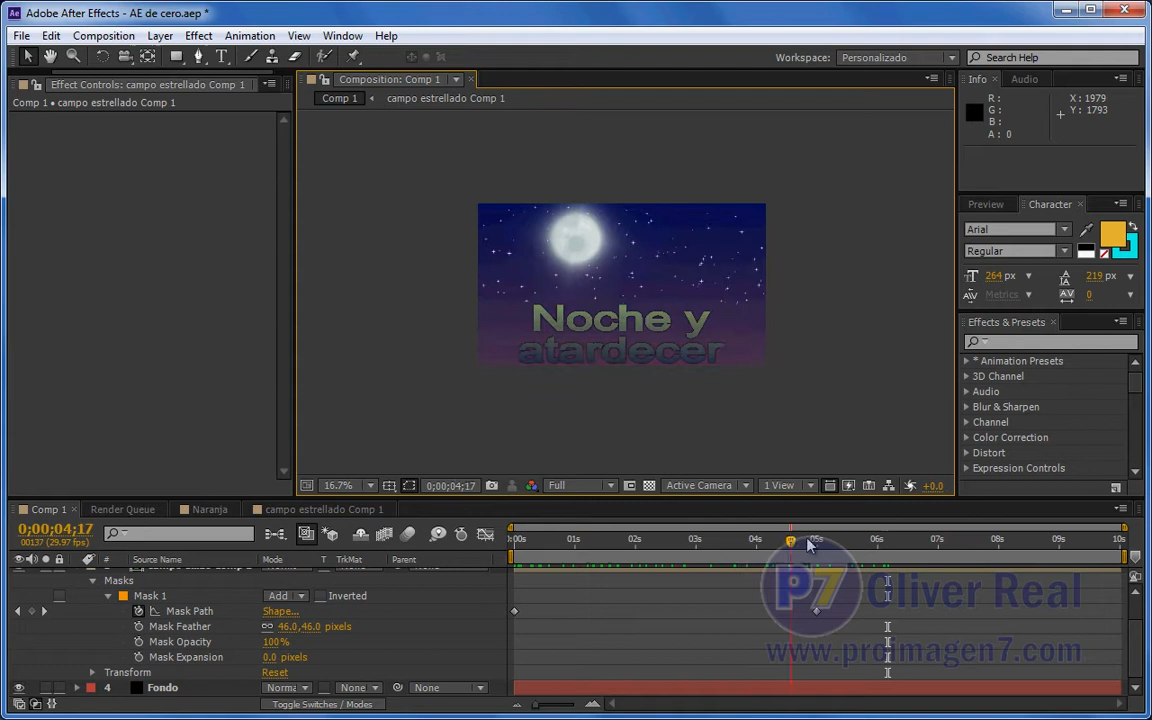 Adobe After Effects - AE de cero.aep *
File Edit Composition Layer Effect Animation View Window Help
Workspace: Personalizado Search Help
Effect Controls: campo estrellado Comp 1
Comp 1 • campo estrellado Comp 1
Composition: Comp 1
Comp 1 campo estrellado Comp 1
Noche y
atardecer
16.7% 0;00;04;17 Full Active Camera 1 View +0.0
Info Audio
R: X: 1979
G: Y: 1793
B:
A: 0
Preview Character
Arial
Regular
264 px 219 px
Metrics 0
Effects & Presets
* Animation Presets
3D Channel
Audio
Blur & Sharpen
Channel
Color Correction
Distort
Expression Controls
Comp 1 Render Queue Naranja campo estrellado Comp 1
0;00;04;17
00137 (29.97 fps)
:00s 01s 02s 03s 04s 05s 06s 07s 08s 09s 10s
# Source Name Mode T TrkMat Parent
Masks
Mask 1 Add Inverted
Mask Path Shape...
Mask Feather 46.0,46.0 pixels
Mask Opacity 100%
Mask Expansion 0.0 pixels
Transform Reset
4 Fondo Norma None None
Toggle Switches / Modes
P7 Oliver Real
www.proimagen7.com